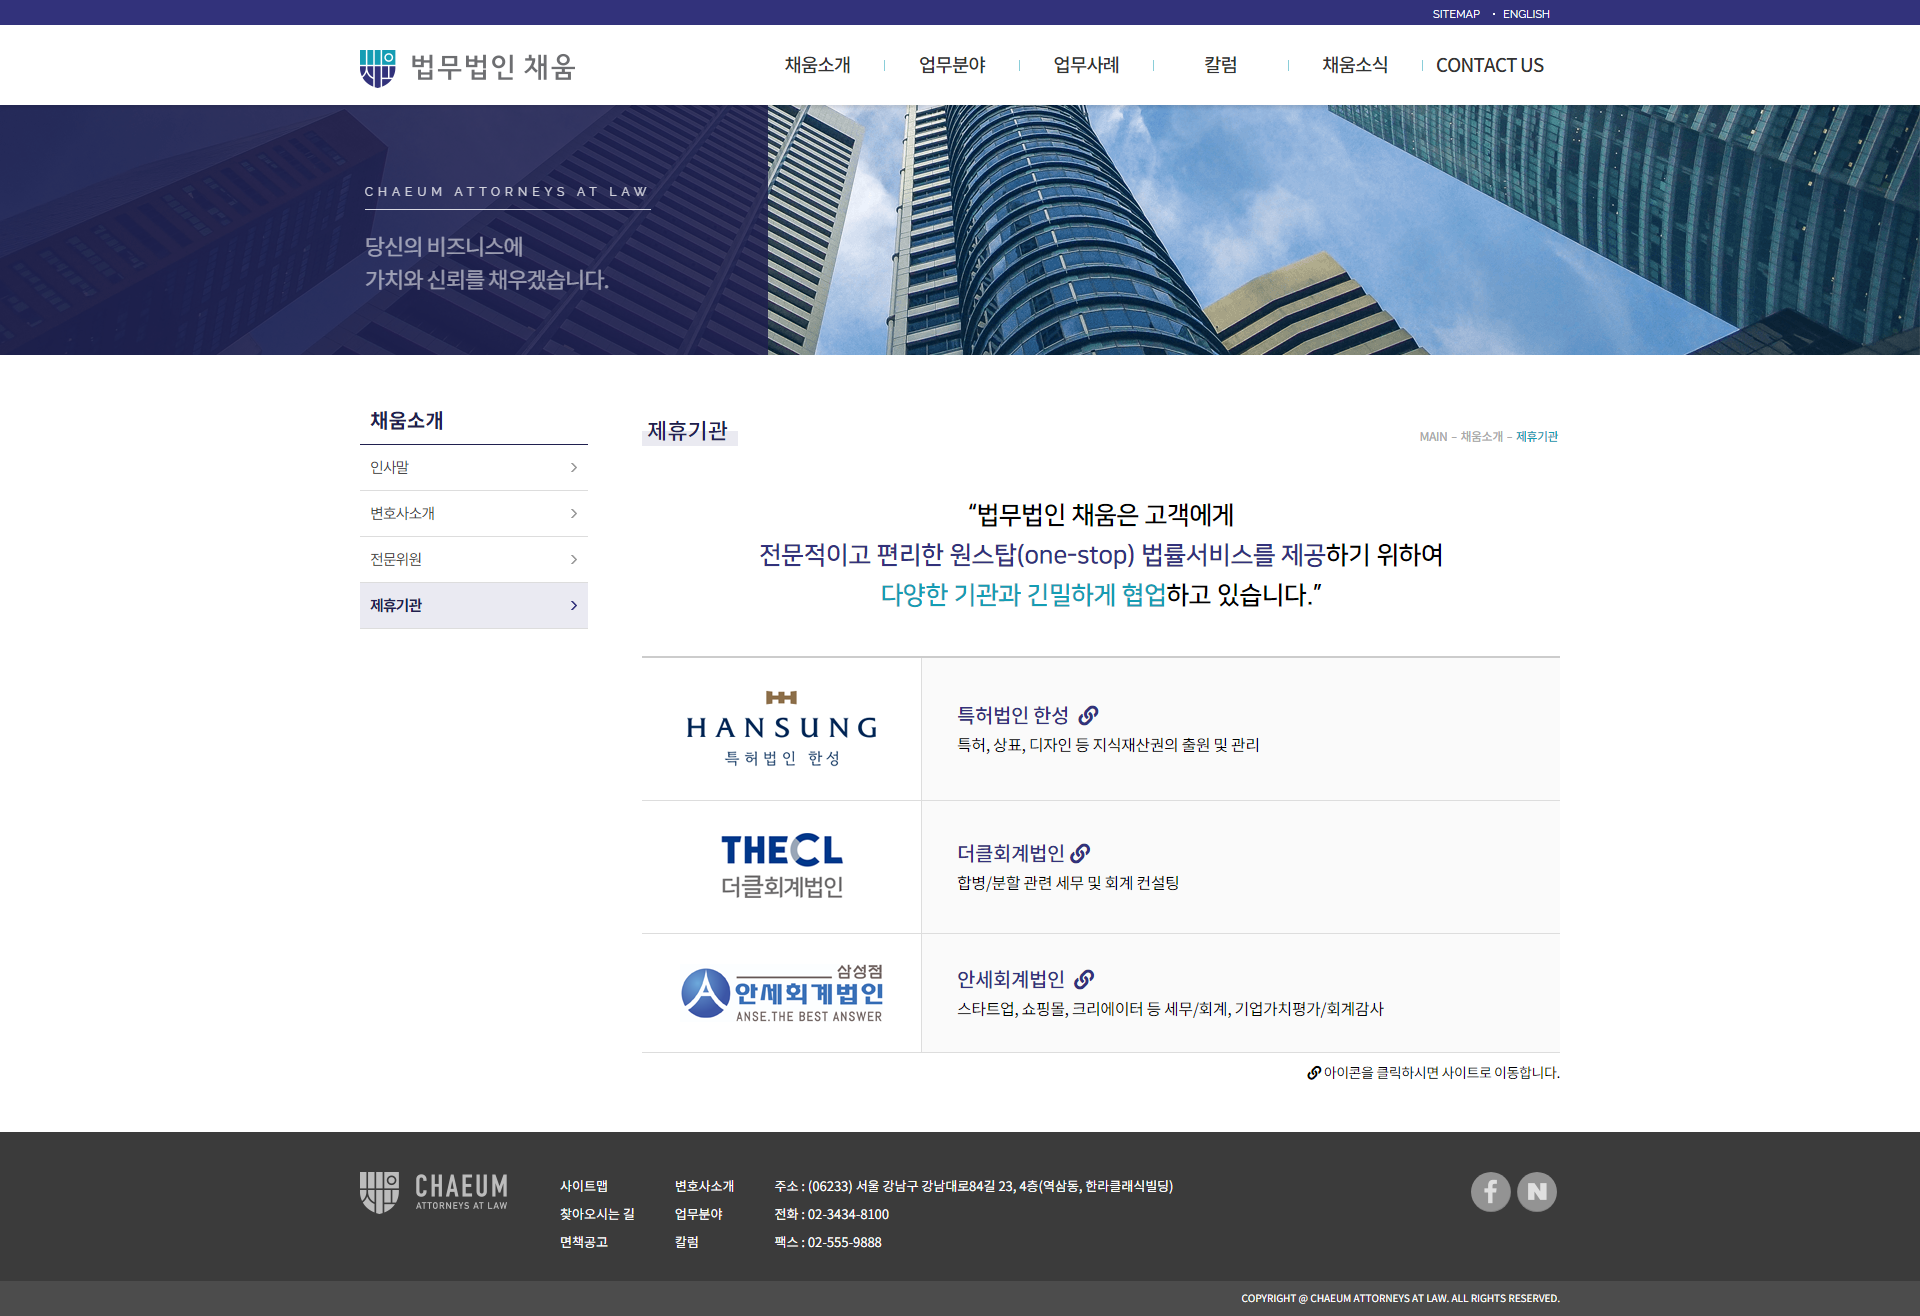 SITEMAP · ENGLISH
법무법인 채움
채움소개 업무분야 업무사례 칼럼 채움소식 CONTACT US
CHAEUM ATTORNEYS AT LAW
당신의 비즈니스에
가치와 신뢰를 채우겠습니다.
채움소개
인사말
변호사소개
전문위원
제휴기관
제휴기관
MAIN − 채움소개 − 제휴기관
“법무법인 채움은 고객에게
전문적이고 편리한 원스탑(one-stop) 법률서비스를 제공하기 위하여
다양한 기관과 긴밀하게 협업하고 있습니다.”
HANSUNG
특허법인 한성
특허법인 한성
특허, 상표, 디자인 등 지식재산권의 출원 및 관리
THECL
더클회계법인
더클회계법인
합병/분할 관련 세무 및 회계 컨설팅
삼성점
안세회계법인
ANSE.THE BEST ANSWER
안세회계법인
스타트업, 쇼핑몰, 크리에이터 등 세무/회계, 기업가치평가/회계감사
아이콘을 클릭하시면 사이트로 이동합니다.
CHAEUM
ATTORNEYS AT LAW
사이트맵
찾아오시는 길
면책공고
변호사소개
업무분야
칼럼
주소 : (06233) 서울 강남구 강남대로84길 23, 4층(역삼동, 한라클래식빌딩)
전화 : 02-3434-8100
팩스 : 02-555-9888
COPYRIGHT @ CHAEUM ATTORNEYS AT LAW. ALL RIGHTS RESERVED.